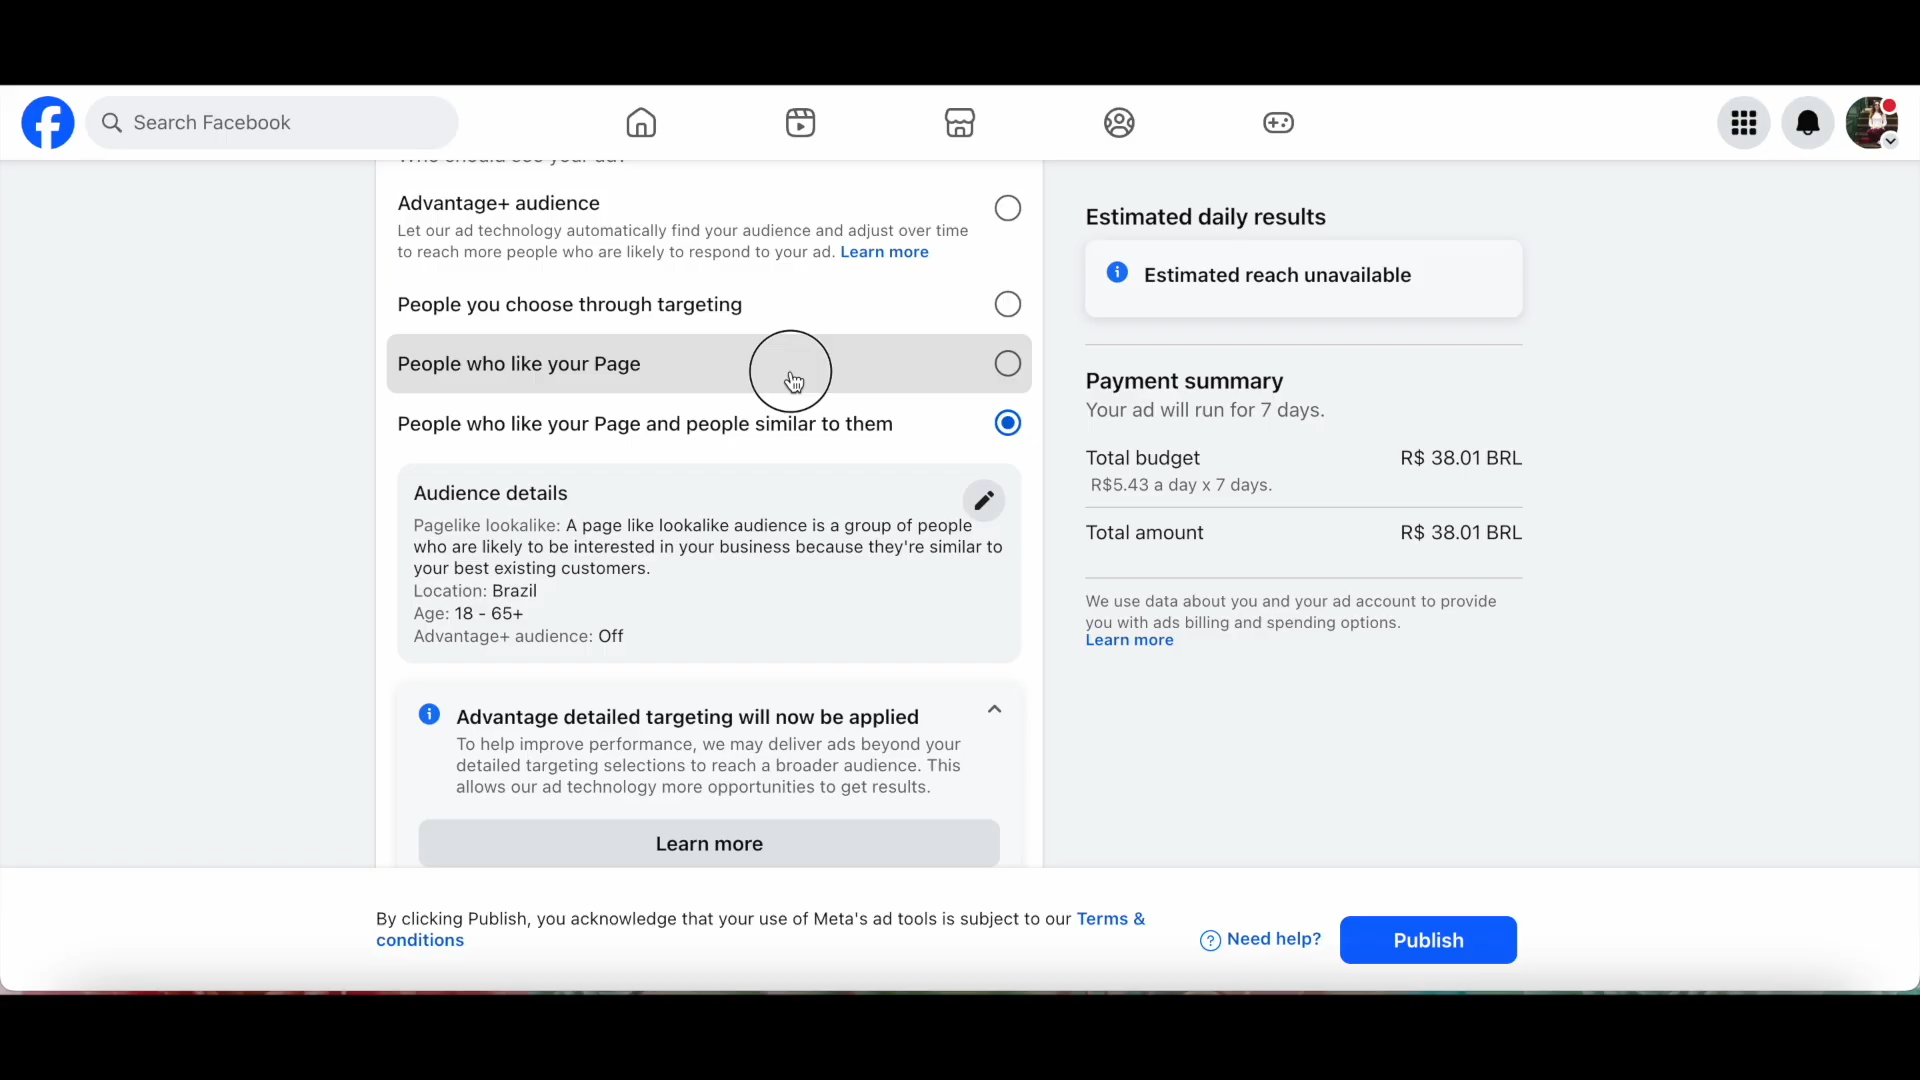 Search Facebook
Who should see your ad?
Advantage+ audience
Let our ad technology automatically find your audience and adjust over time
to reach more people who are likely to respond to your ad. Learn more
People you choose through targeting
People who like your Page
People who like your Page and people similar to them
Audience details
Pagelike lookalike: A page like lookalike audience is a group of people
who are likely to be interested in your business because they're similar to
your best existing customers.
Location: Brazil
Age: 18 - 65+
Advantage+ audience: Off
Advantage detailed targeting will now be applied
To help improve performance, we may deliver ads beyond your
detailed targeting selections to reach a broader audience. This
allows our ad technology more opportunities to get results.
Learn more
Estimated daily results
Estimated reach unavailable
Payment summary
Your ad will run for 7 days.
Total budget R$ 38.01 BRL
R$5.43 a day x 7 days.
Total amount R$ 38.01 BRL
We use data about you and your ad account to provide
you with ads billing and spending options.
Learn more
By clicking Publish, you acknowledge that your use of Meta's ad tools is subject to our Terms &
conditions
Need help?
Publish